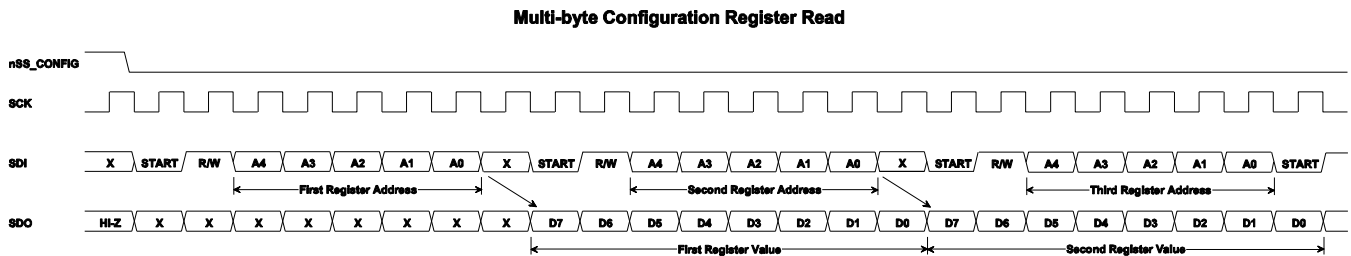 Multi-byte Configuration Register Read
nSS_CONFIG
SCK
SDI X START R/W A4 A3 A2 A1 A0 X START R/W A4 A3 A2 A1 A0 X START R/W A4 A3 A2 A1 A0 START
First Register Address Second Register Address Third Register Address
SDO HI-Z X X X X X X X X D7 D6 D5 D4 D3 D2 D1 D0 D7 D6 D5 D4 D3 D2 D1 D0
First Register Value Second Register Value